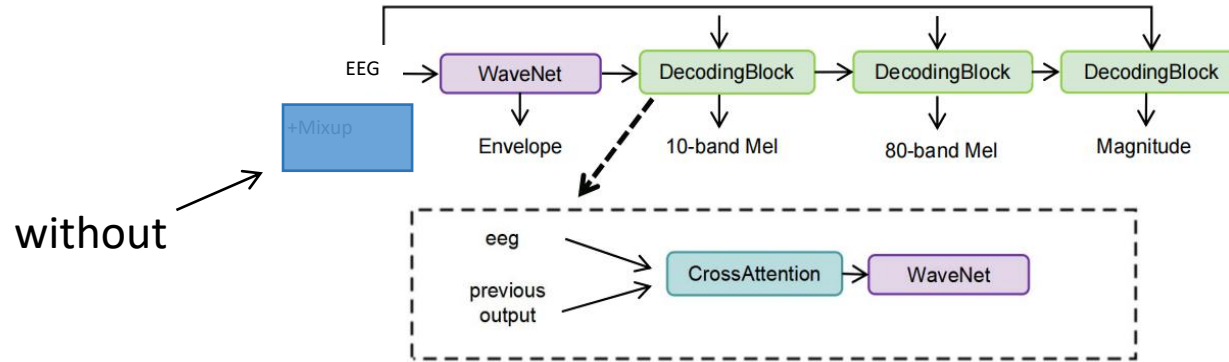 EEG
WaveNet
DecodingBlock
DecodingBlock
DecodingBlock
+Mixup
Envelope
10-band Mel
80-band Mel
Magnitude
without
eeg
CrossAttention
WaveNet
previous
output